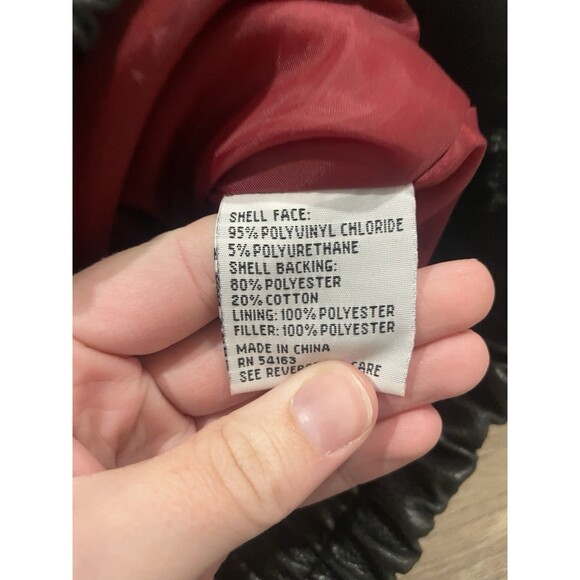 SHELL FACE:
95% POLYVINYL CHLORIDE
5% POLYURETHANE
SHELL BACKING:
80% POLYESTER
20% COTTON
LINING: 100% POLYESTER
FILLER: 100% POLYESTER
MADE IN CHINA
RN 54163
SEE REVERSE CARE